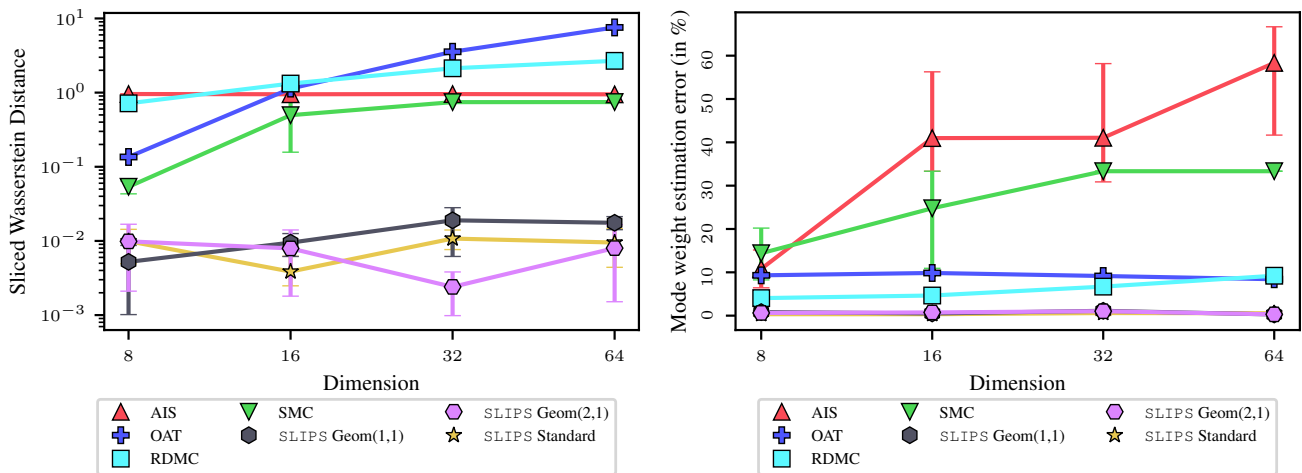 Sliced Wasserstein Distance
10^1
10^0
10^{-1}
10^{-2}
10^{-3}
8 16 32 64
Dimension
AIS SMC SLIPS Geom(2,1)
OAT SLIPS Geom(1,1) SLIPS Standard
RDMC
Mode weight estimation error (in %)
60
50
40
30
20
10
0
8 16 32 64
Dimension
AIS SMC SLIPS Geom(2,1)
OAT SLIPS Geom(1,1) SLIPS Standard
RDMC